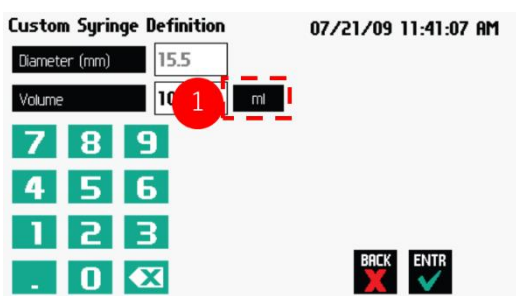 Custom Syringe Definition 07/21/09 11:41:07 AM
Diameter (mm) 15.5
Volume 10 1 ml
7 8 9
4 5 6
1 2 3
. 0
BACK ENTR